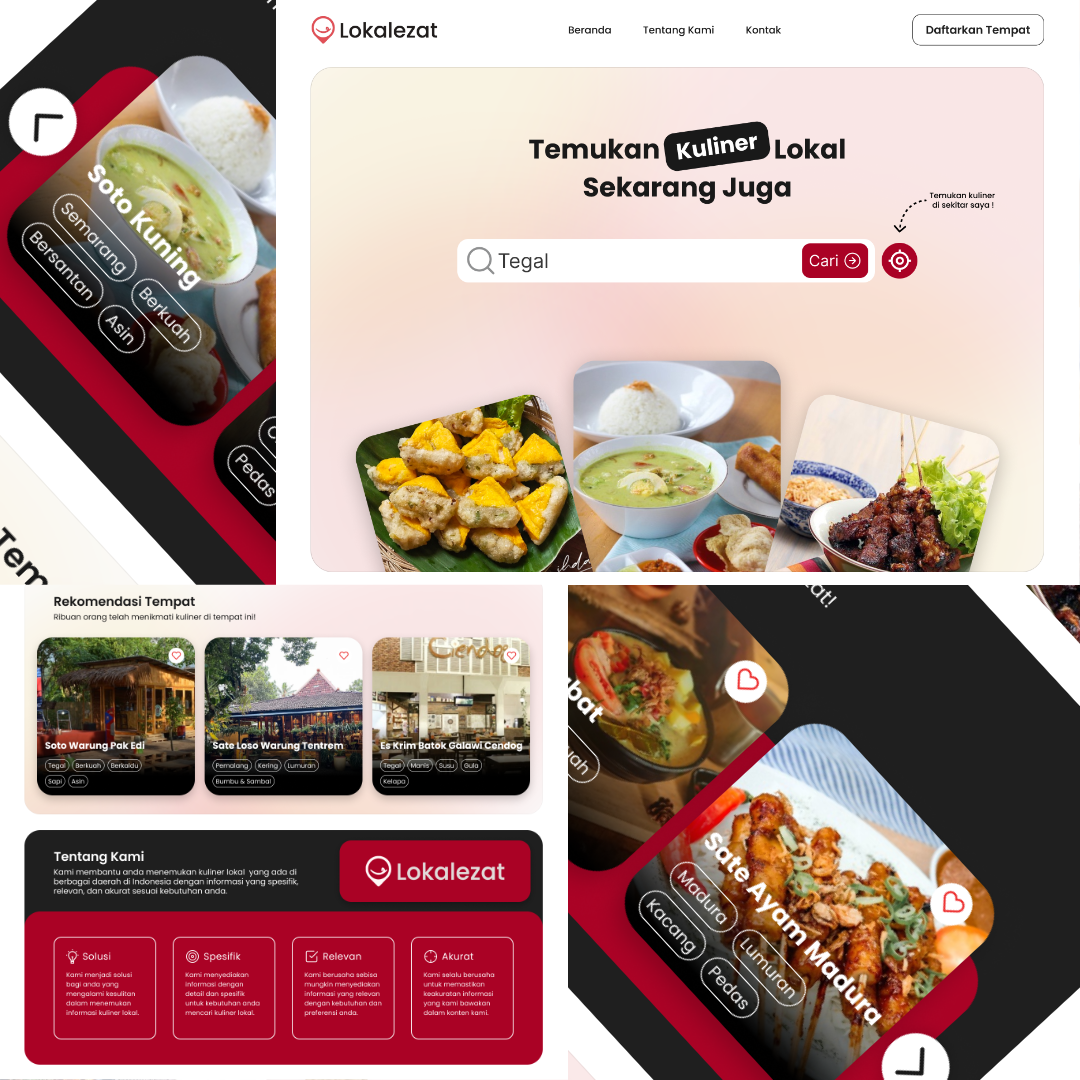 Lokalezat
Beranda
Tentang Kami
Kontak
Daftarkan Tempat
Temukan Kuliner Lokal
Sekarang Juga
Temukan kuliner
di sekitar saya !
Tegal
Cari
Soto Kuning
Semarang
Bersantan
Berkuah
Asin
Pedas
Tem
Rekomendasi Tempat
Ribuan orang telah menikmati kuliner di tempat ini!
Soto Warung Pak Edi
Tegal
Berkuah
Berkaldu
Sapi
Asin
Sate Loso Warung Tentrem
Pemalang
Kering
Lumuran
Bumbu & Sambal
Es Krim Batok Galawi Cendog
Tegal
Manis
Susu
Gula
Kelapa
Tentang Kami
Kami membantu anda menemukan kuliner lokal yang ada di
berbagai daerah di Indonesia dengan informasi yang spesifik,
relevan, dan akurat sesuai kebutuhan anda.
Lokalezat
Solusi
Kami menjadi solusi
bagi anda yang
mengalami kesulitan
dalam menemukan
informasi kuliner lokal.
Spesifik
Kami menyediakan
informasi dengan
detail dan spesifik
untuk kebutuhan anda
mencari kuliner lokal.
Relevan
Kami berusaha sebisa
mungkin menyediakan
informasi yang relevan
dengan kebutuhan dan
preferensi anda.
Akurat
Kami selalu berusaha
untuk memastikan
keakuratan informasi
yang kami bawakan
dalam konten kami.
at!
bat
uah
Sate Ayam Madura
Madura
Kacang
Lumuran
Pedas